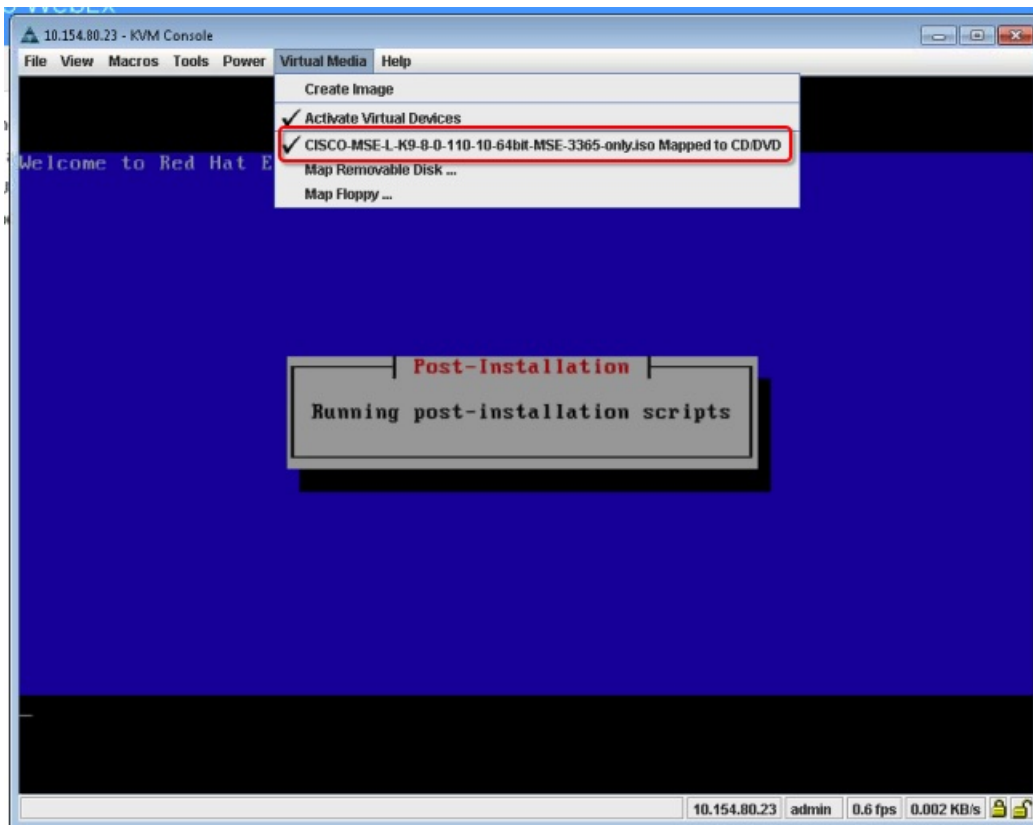 WebEx
10.154.80.23 - KVM Console
File View Macros Tools Power Virtual Media Help
Create Image
Activate Virtual Devices
CISCO-MSE-L-K9-8-0-110-10-64bit-MSE-3365-only.iso Mapped to CD/DVD
Map Removable Disk ...
Map Floppy ...
Welcome to Red Hat E
Post-Installation
Running post-installation scripts
10.154.80.23 admin 0.6 fps 0.002 KB/s